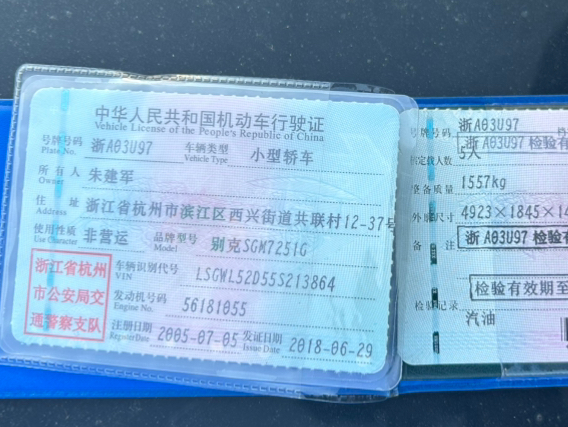 中华人民共和国机动车行驶证
Vehicle License of the People's Republic of China
号牌号码 浙A03U97 车辆类型 小型轿车
Plate No. Vehicle Type
所有人 朱建军
Owner
住址 浙江省杭州市滨江区西兴街道共联村12-37号
Address
使用性质 非营运 品牌型号 别克SGM7251G
Use Character Model
浙江省杭州
市公安局交
通警察支队
车辆识别代号 LSGWL52D55S213864
VIN
发动机号码 56181055
Engine No.
注册日期 2005-07-05 发证日期 2018-06-29
Register Date Issue Date
号牌号码 浙A03U97
浙A03U97 检验有
核定载人数 5人
整备质量 1557kg
外廓尺寸 4923×1845×14
备注 浙A03U97 检验有
检验有效期至
检验记录
汽油